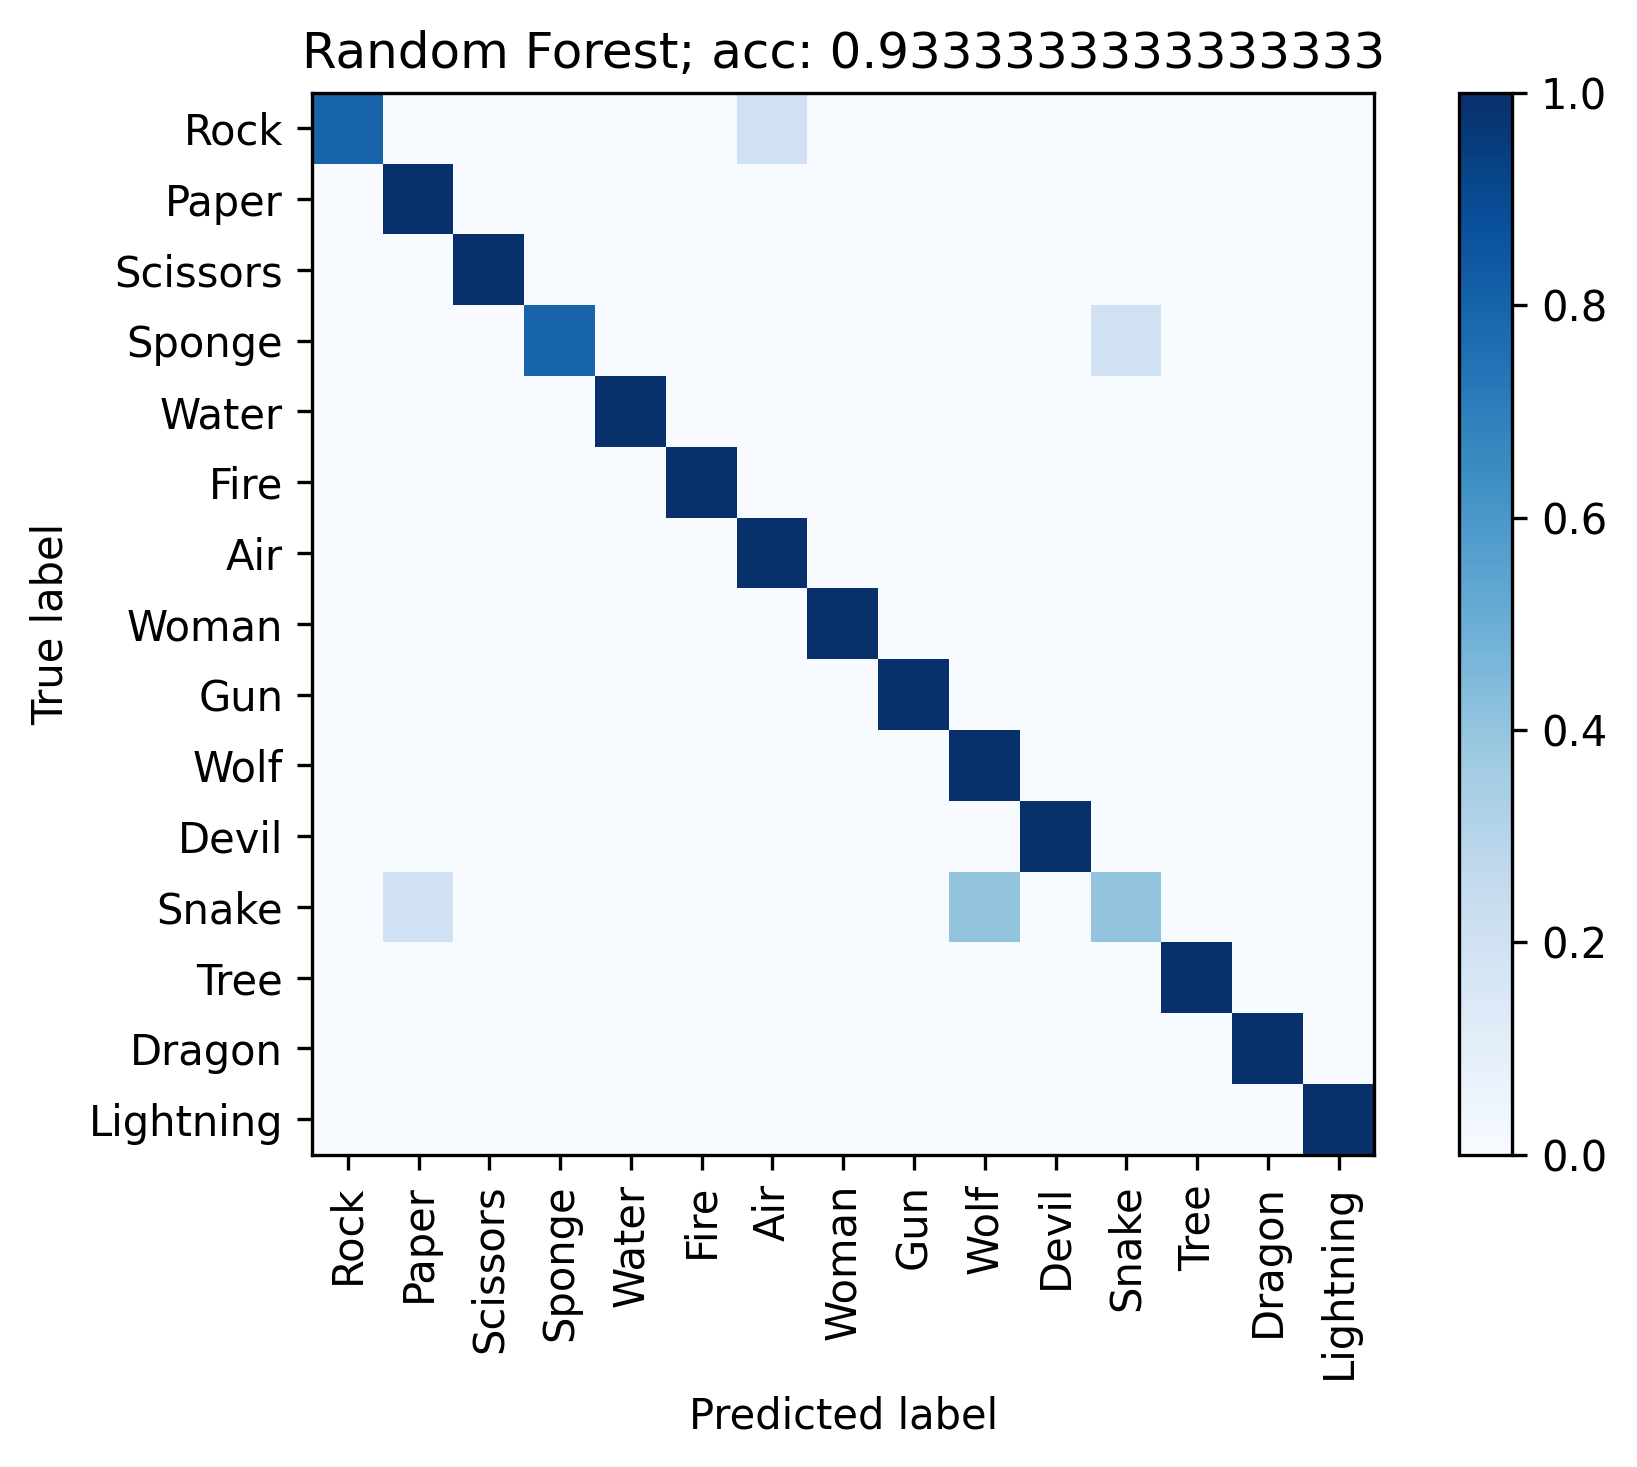 Random Forest; acc: 0.9333333333333333
Rock
Paper
Scissors
Sponge
Water
Fire
Air
Woman
Gun
Wolf
Devil
Snake
Tree
Dragon
Lightning
True label
Rock
Paper
Scissors
Sponge
Water
Fire
Air
Woman
Gun
Wolf
Devil
Snake
Tree
Dragon
Lightning
Predicted label
1.0
0.8
0.6
0.4
0.2
0.0